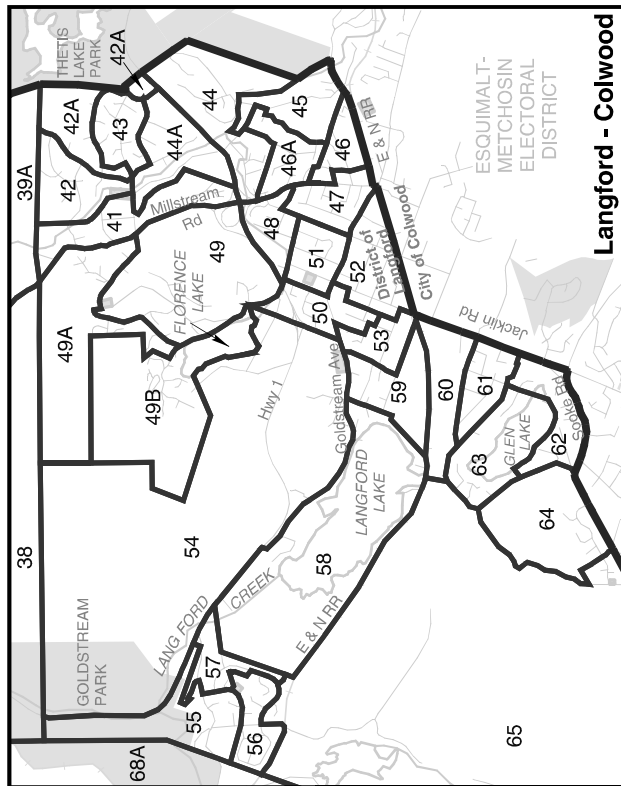 Langford - Colwood
THETIS
LAKE
PARK
42A
44
42A
43
44A
45
46A
46
E & N RR
ESQUIMALT-
METCHOSIN
ELECTORAL
DISTRICT
39A
42
41
Millstream
Rd
47
48
49
FLORENCE
LAKE
51
52
District of
Langford
City of Colwood
50
49A
49B
53
Hwy 1
Goldstream Ave
59
60
61
Jacklin Rd
GLEN
LAKE
62
Sooke Rd
63
64
LANGFORD
LAKE
38
54
58
LANG FORD
CREEK
E & N RR
GOLDSTREAM
PARK
57
55
56
68A
65